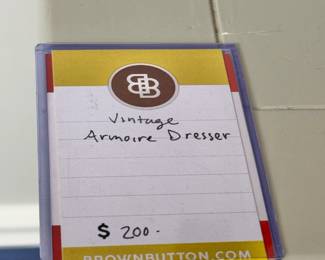 BB
Vintage
Armoire Dresser
$ 200-
BROWNBUTTON.COM